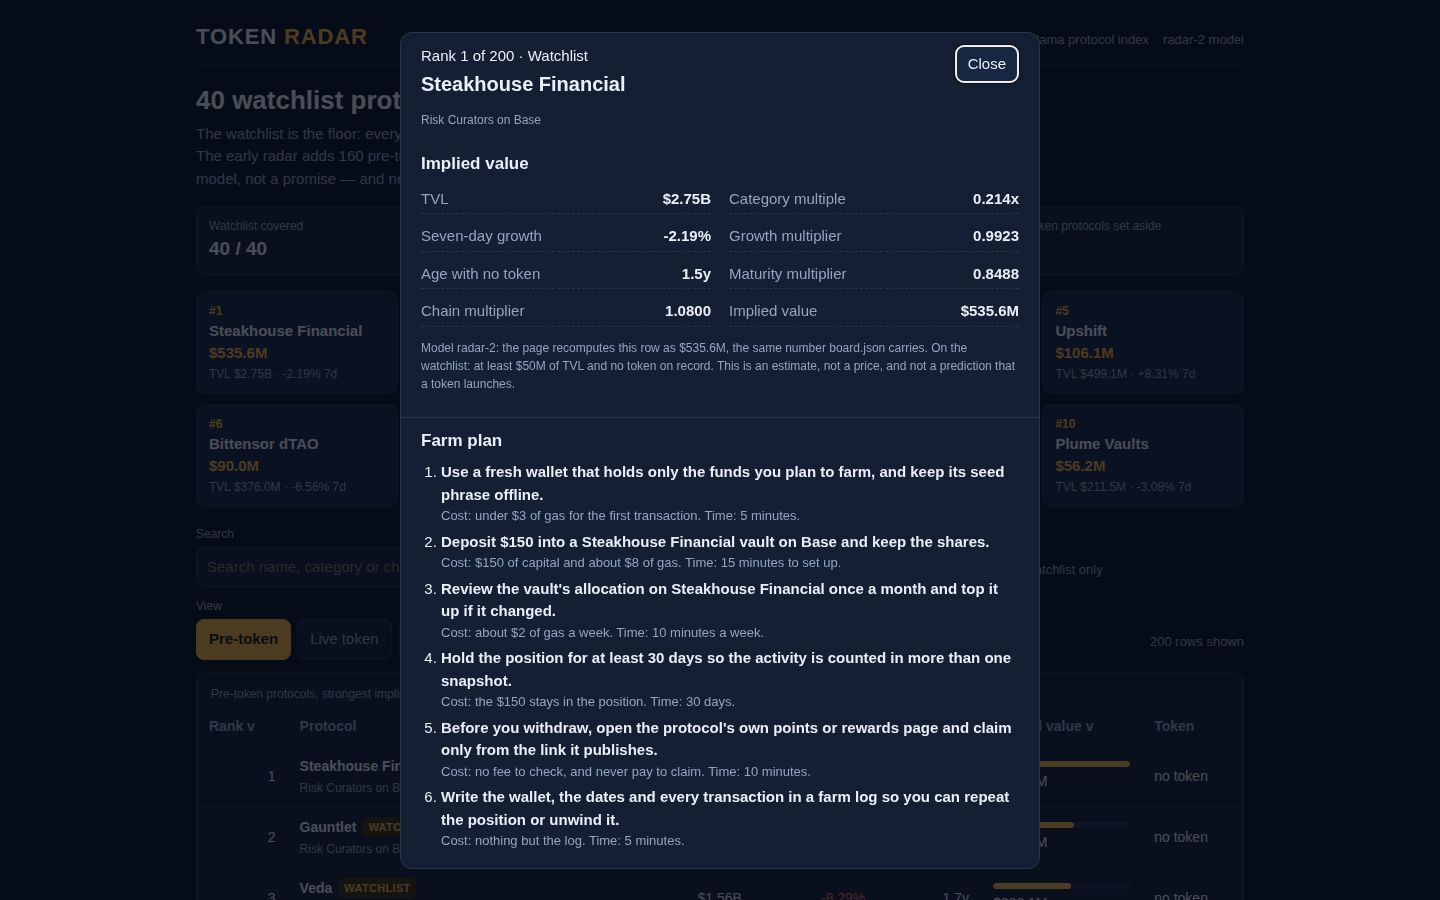 TOKEN RADAR
lama protocol index radar-2 model
40 watchlist prot
The watchlist is the floor: every
The early radar adds 160 pre-t
model, not a promise — and ne
Watchlist covered
40 / 40
ken protocols set aside
#1
Steakhouse Financial
$535.6M
TVL $2.75B · -2.19% 7d
#5
Upshift
$106.1M
TVL $499.1M · +8.31% 7d
#6
Bittensor dTAO
$90.0M
TVL $376.0M · -6.56% 7d
#10
Plume Vaults
$56.2M
TVL $211.5M · -3.08% 7d
Search
Search name, category or ch
atchlist only
View
Pre-token Live token
200 rows shown
Pre-token protocols, strongest impli
Rank v Protocol d value v Token
1 Steakhouse Fin no token
Risk Curators on B M
2 Gauntlet WATC no token
Risk Curators on B M
3 Veda WATCHLIST $1.56B -8.29% 1.7y no token
Rank 1 of 200 · Watchlist
Close
Steakhouse Financial
Risk Curators on Base
Implied value
TVL $2.75B Category multiple 0.214x
Seven-day growth -2.19% Growth multiplier 0.9923
Age with no token 1.5y Maturity multiplier 0.8488
Chain multiplier 1.0800 Implied value $535.6M
Model radar-2: the page recomputes this row as $535.6M, the same number board.json carries. On the
watchlist: at least $50M of TVL and no token on record. This is an estimate, not a price, and not a prediction that
a token launches.
Farm plan
1. Use a fresh wallet that holds only the funds you plan to farm, and keep its seed
phrase offline.
Cost: under $3 of gas for the first transaction. Time: 5 minutes.
2. Deposit $150 into a Steakhouse Financial vault on Base and keep the shares.
Cost: $150 of capital and about $8 of gas. Time: 15 minutes to set up.
3. Review the vault's allocation on Steakhouse Financial once a month and top it
up if it changed.
Cost: about $2 of gas a week. Time: 10 minutes a week.
4. Hold the position for at least 30 days so the activity is counted in more than one
snapshot.
Cost: the $150 stays in the position. Time: 30 days.
5. Before you withdraw, open the protocol's own points or rewards page and claim
only from the link it publishes.
Cost: no fee to check, and never pay to claim. Time: 10 minutes.
6. Write the wallet, the dates and every transaction in a farm log so you can repeat
the position or unwind it.
Cost: nothing but the log. Time: 5 minutes.